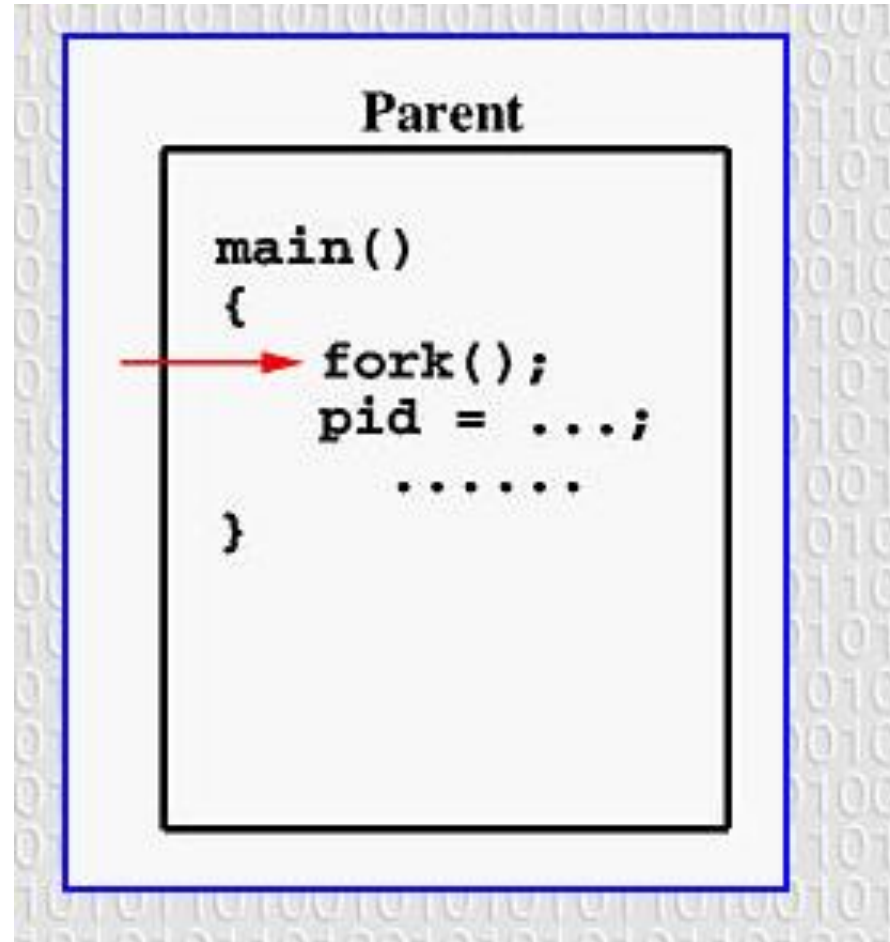 Parent
main()
{
fork();
pid = ...;
......
}